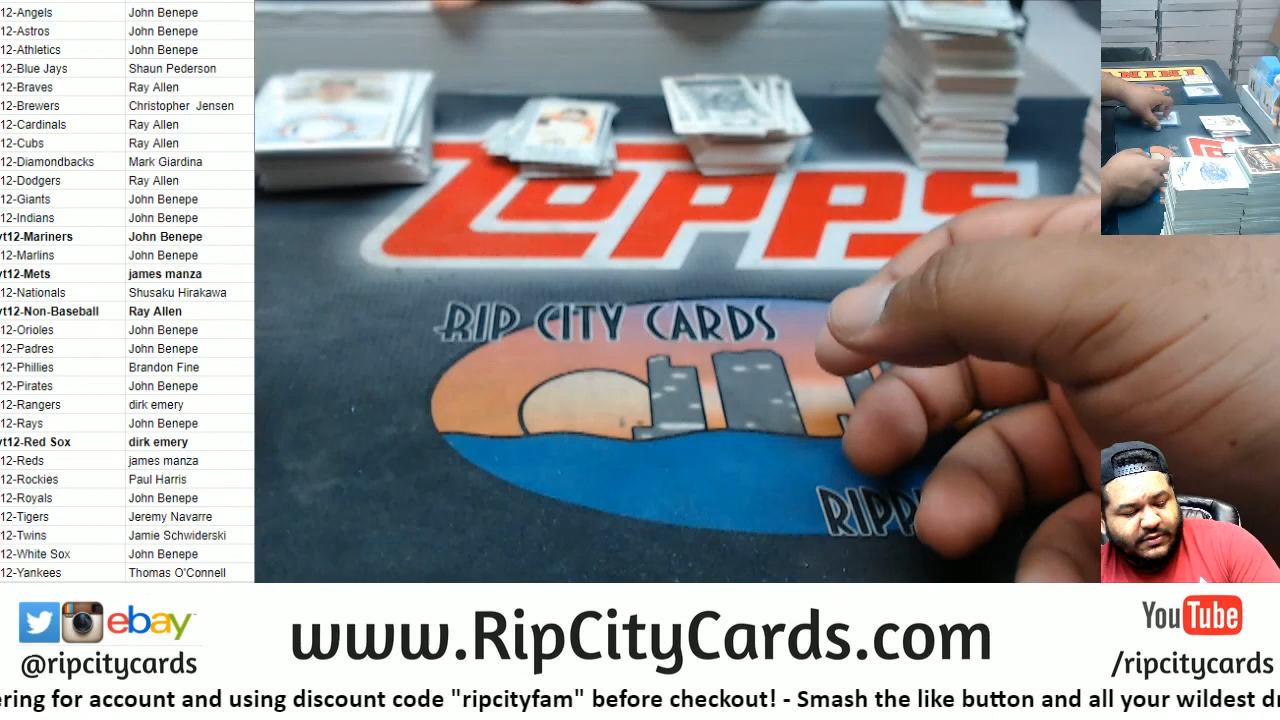 12-Angels John Benepe
12-Astros John Benepe
12-Athletics John Benepe
12-Blue Jays Shaun Pederson
12-Braves Ray Allen
12-Brewers Christopher Jensen
12-Cardinals Ray Allen
12-Cubs Ray Allen
12-Diamondbacks Mark Giardina
12-Dodgers Ray Allen
12-Giants John Benepe
12-Indians John Benepe
yt12-Mariners John Benepe
12-Marlins John Benepe
yt12-Mets james manza
12-Nationals Shusaku Hirakawa
yt12-Non-Baseball Ray Allen
12-Orioles John Benepe
12-Padres John Benepe
12-Phillies Brandon Fine
12-Pirates John Benepe
12-Rangers dirk emery
12-Rays John Benepe
yt12-Red Sox dirk emery
12-Reds james manza
12-Rockies Paul Harris
12-Royals John Benepe
12-Tigers Jeremy Navarre
12-Twins Jamie Schwiderski
12-White Sox John Benepe
12-Yankees Thomas O'Connell
TOPPS
RIP CITY CARDS
RIPP
ebay
@ripcitycards
www.RipCityCards.com
YouTube
/ripcitycards
ering for account and using discount code "ripcityfam" before checkout! - Smash the like button and all your wildest dr